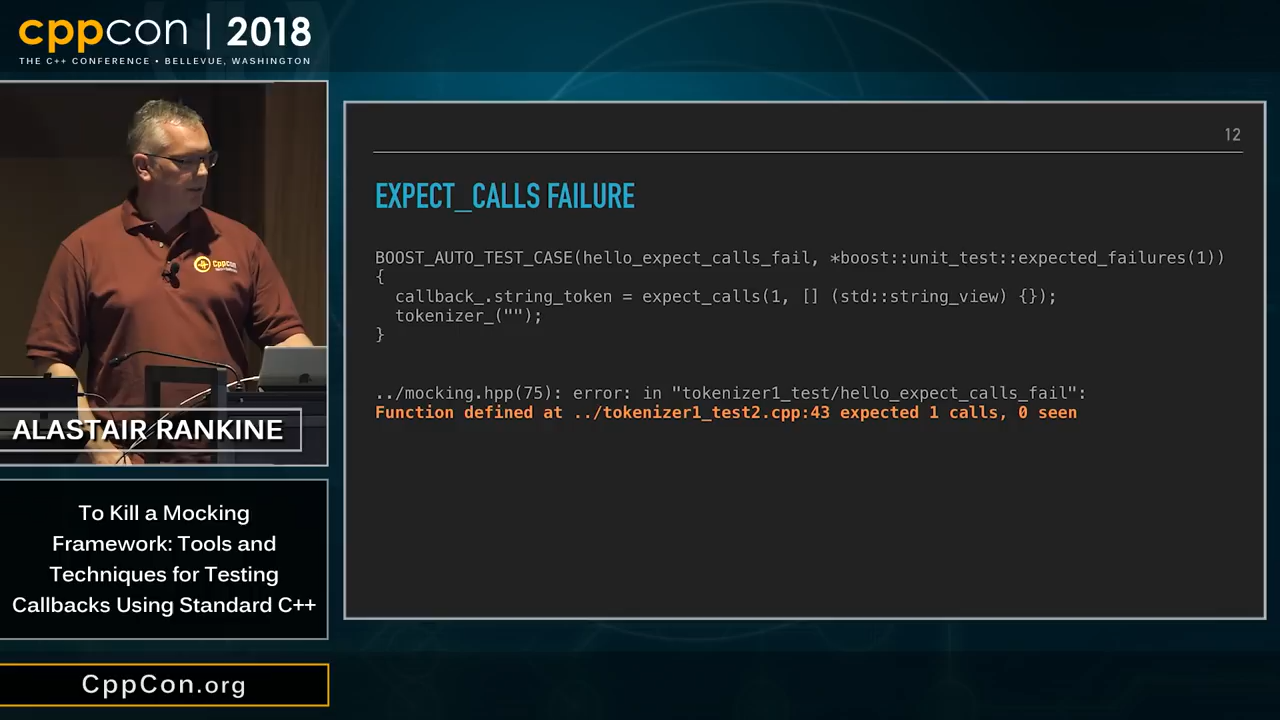 cppcon | 2018
THE C++ CONFERENCE • BELLEVUE, WASHINGTON
12
EXPECT_CALLS FAILURE
BOOST_AUTO_TEST_CASE(hello_expect_calls_fail, *boost::unit_test::expected_failures(1))
{
callback_.string_token = expect_calls(1, [] (std::string_view) {});
tokenizer_("");
}
../mocking.hpp(75): error: in "tokenizer1_test/hello_expect_calls_fail":
Function defined at ../tokenizer1_test2.cpp:43 expected 1 calls, 0 seen
Cppcon
ALASTAIR RANKINE
To Kill a Mocking
Framework: Tools and
Techniques for Testing
Callbacks Using Standard C++
CppCon.org